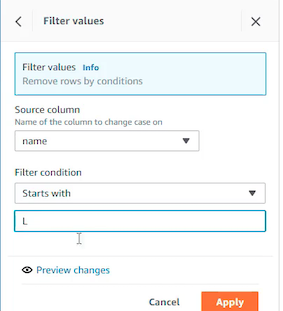 Filter values
Filter values Info
Remove rows by conditions
Source column
Name of the column to change case on
name
Filter condition
Starts with
L
Preview changes
Cancel Apply